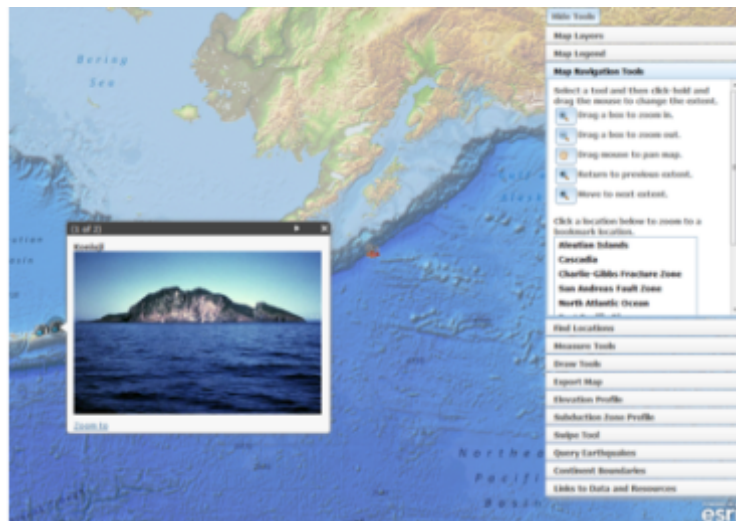 Bering
Sea
Hide Tools
Map Layers
Map Legend
Map Navigation Tools
Select a tool and then click-hold and
drag the mouse to change the extent.
Drag a box to zoom in.
Drag a box to zoom out.
Drag mouse to pan map.
Return to previous extent.
Move to next extent.
Click a location below to zoom to a
bookmark location.
Aleutian Islands
Cascadia
Charlie-Gibbs Fracture Zone
San Andreas Fault Zone
North Atlantic Ocean
Find Locations
Measure Tools
Draw Tools
Export Map
Elevation Profile
Subduction Zone Profile
Swipe Tool
Query Earthquakes
Continent Boundaries
Links to Data and Resources
(1 of 2)
Koniuji
Zoom to
Pacific
Basin
esri